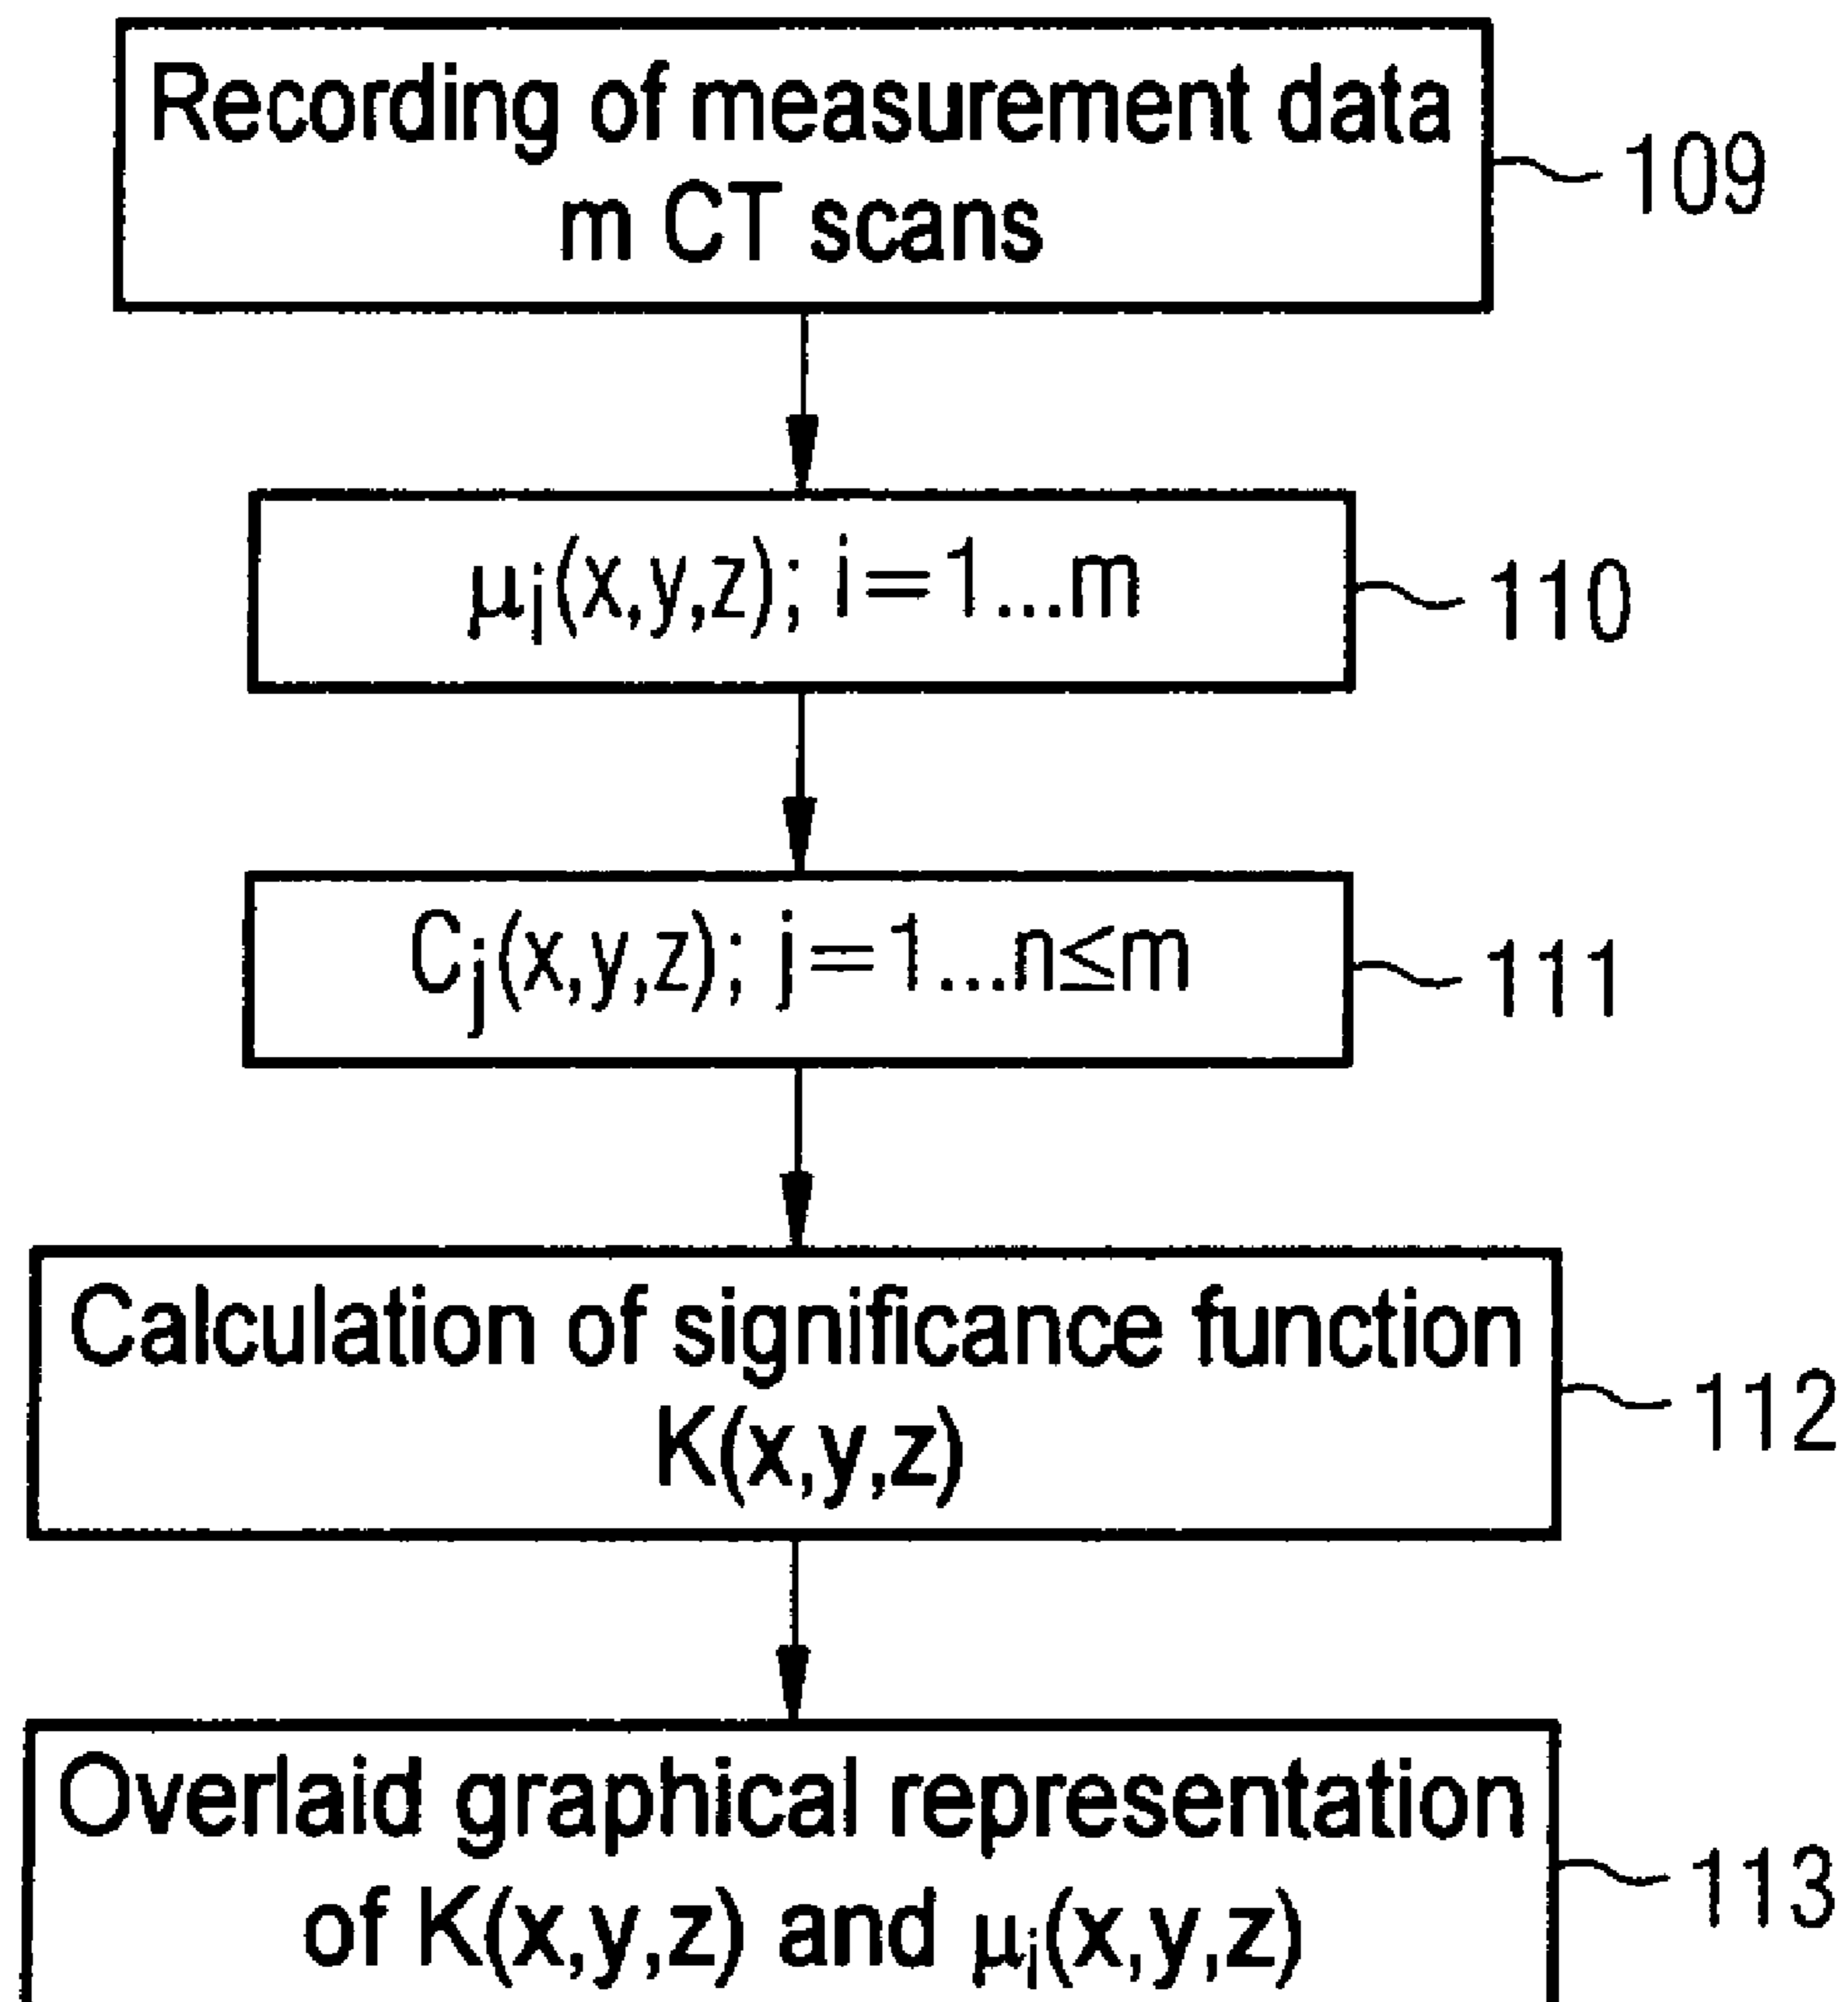 Recording of measurement data
m CT scans
109
μi(x,y,z); i=1...m
110
Cj(x,y,z); j=1...n≤m
111
Calculation of significance function
K(x,y,z)
112
Overlaid graphical representation
of K(x,y,z) and μi(x,y,z)
113